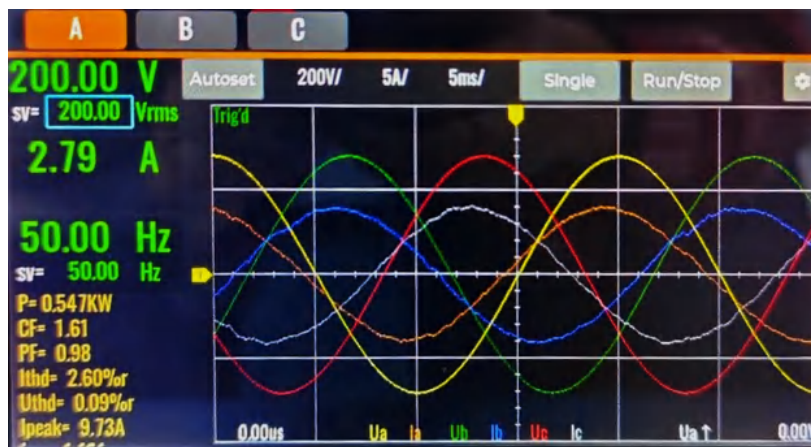 A B C
200.00 V
Autoset 200V/ 5A/ 5ms/ Single Run/Stop
sv= 200.00 Vrms
Trig'd
2.79 A
50.00 Hz
sv= 50.00 Hz
P= 0.547KW
CF= 1.61
PF= 0.98
Ithd= 2.60%r
Uthd= 0.09%r
Ipeak= 9.73A
0.00us Ua Ia Ub Ib Uc Ic Ua↑